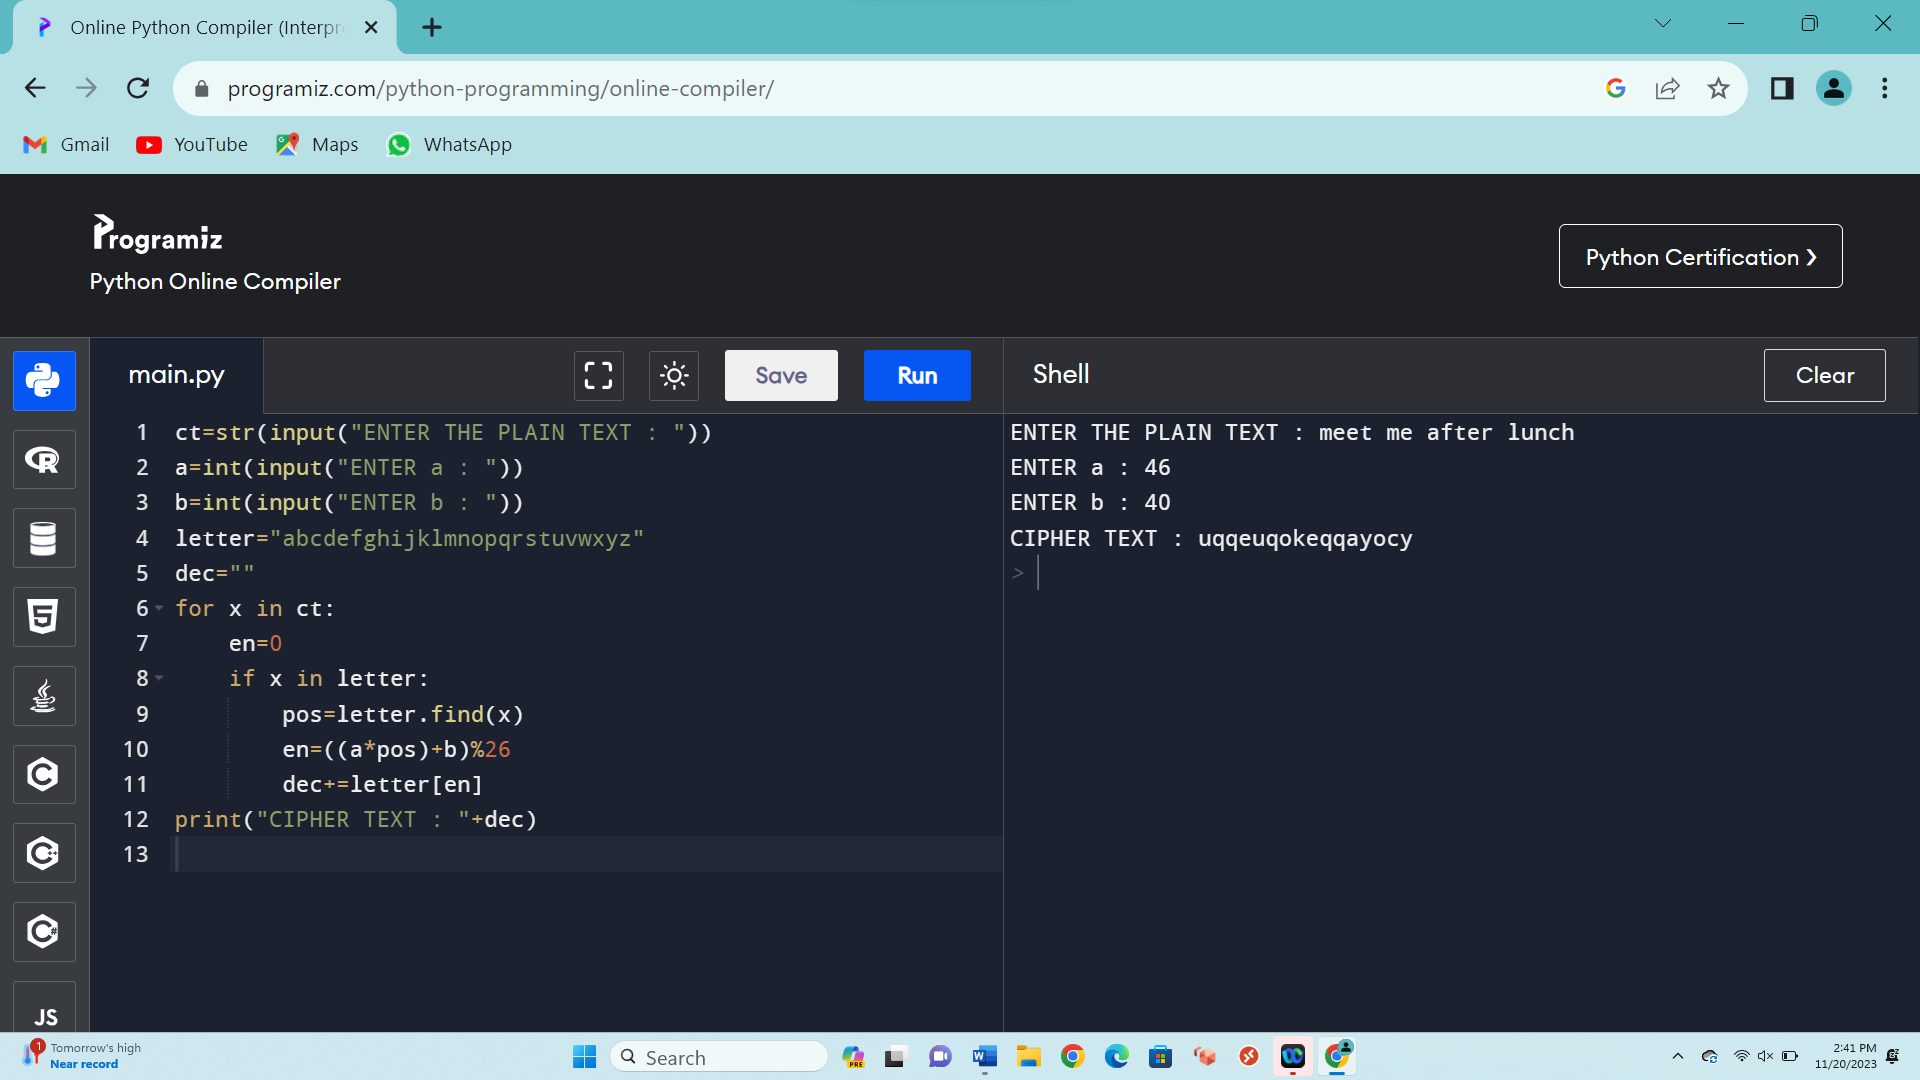 Online Python Compiler (Interpr
programiz.com/python-programming/online-compiler/
Gmail YouTube Maps WhatsApp
Programiz
Python Online Compiler
Python Certification ❯
main.py
Save
Run
Shell
Clear
1 ct=str(input("ENTER THE PLAIN TEXT : "))
2 a=int(input("ENTER a : "))
3 b=int(input("ENTER b : "))
4 letter="abcdefghijklmnopqrstuvwxyz"
5 dec=""
6 for x in ct:
7     en=0
8     if x in letter:
9         pos=letter.find(x)
10         en=((a*pos)+b)%26
11         dec+=letter[en]
12 print("CIPHER TEXT : "+dec)
13
ENTER THE PLAIN TEXT : meet me after lunch
ENTER a : 46
ENTER b : 40
CIPHER TEXT : uqqeuqokeqqayocy
>
JS
1
Tomorrow's high
Near record
Search
PRE
2:41 PM
11/20/2023